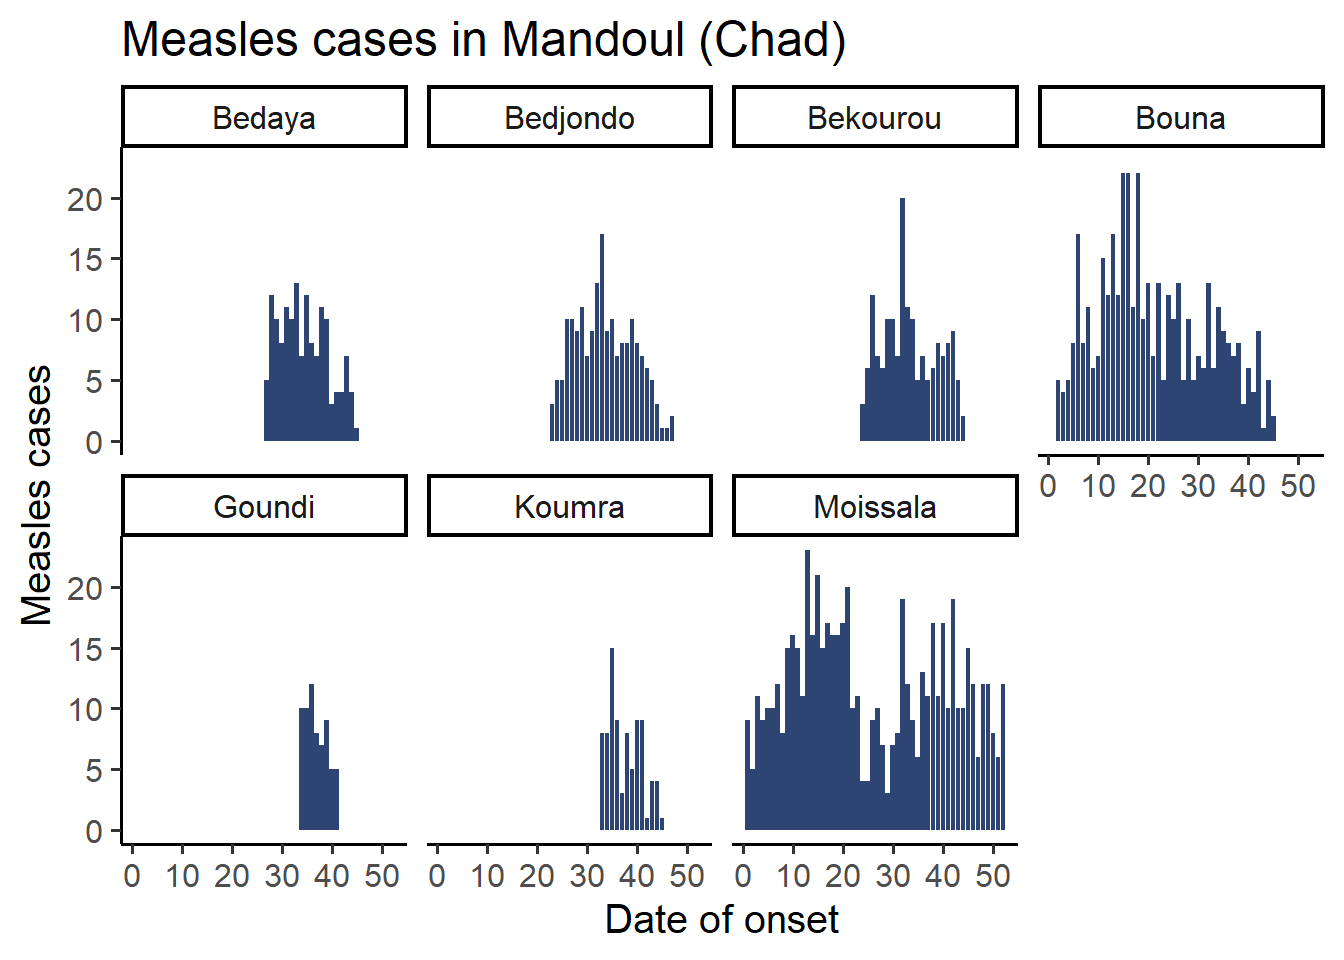 Measles cases in Mandoul (Chad)
Bedaya Bedjondo Bekourou Bouna
20
15
10
5
0
0 10 20 30 40 50
Goundi Koumra Moissala
20
15
10
5
0
0 10 20 30 40 50 0 10 20 30 40 50 0 10 20 30 40 50
Measles cases
Date of onset